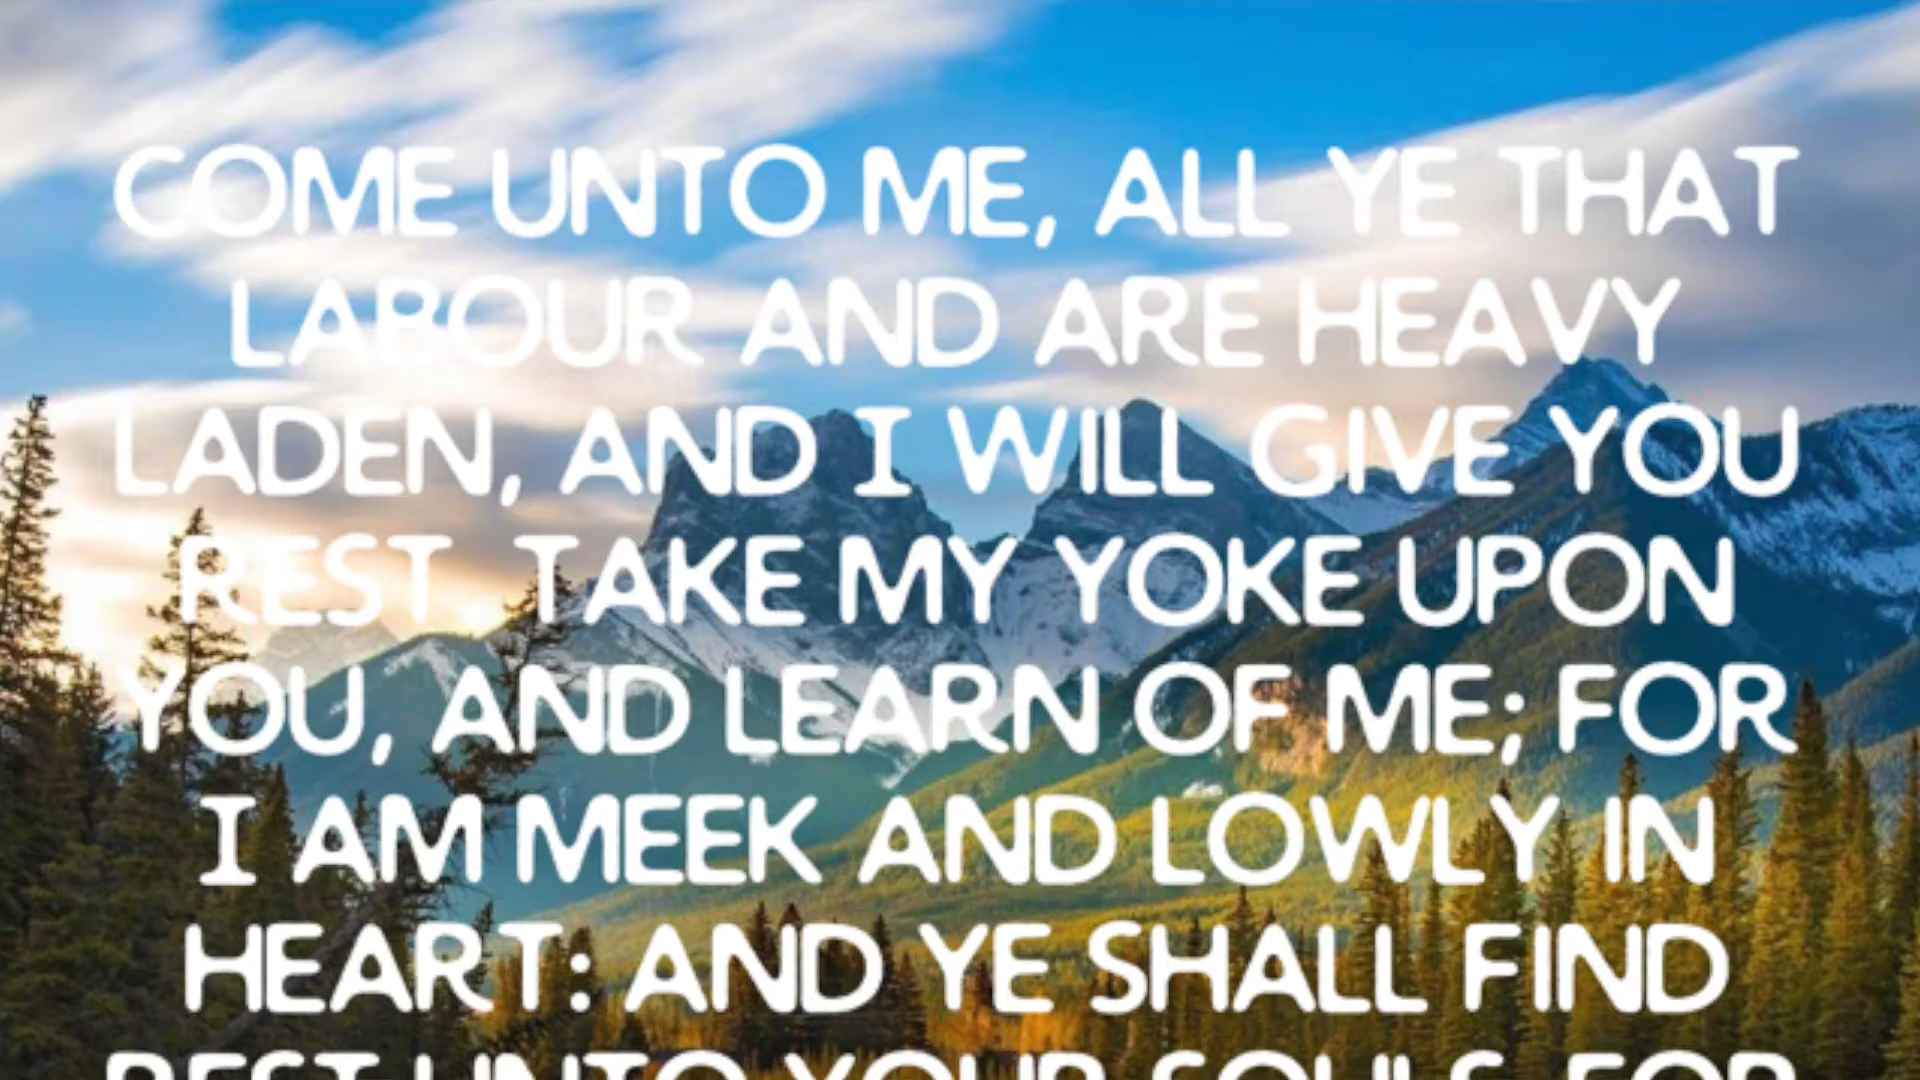 COME UNTO ME, ALL YE THAT
LABOUR AND ARE HEAVY
LADEN, AND I WILL GIVE YOU
REST. TAKE MY YOKE UPON
YOU, AND LEARN OF ME; FOR
I AM MEEK AND LOWLY IN
HEART: AND YE SHALL FIND
REST UNTO YOUR SOULS. FOR